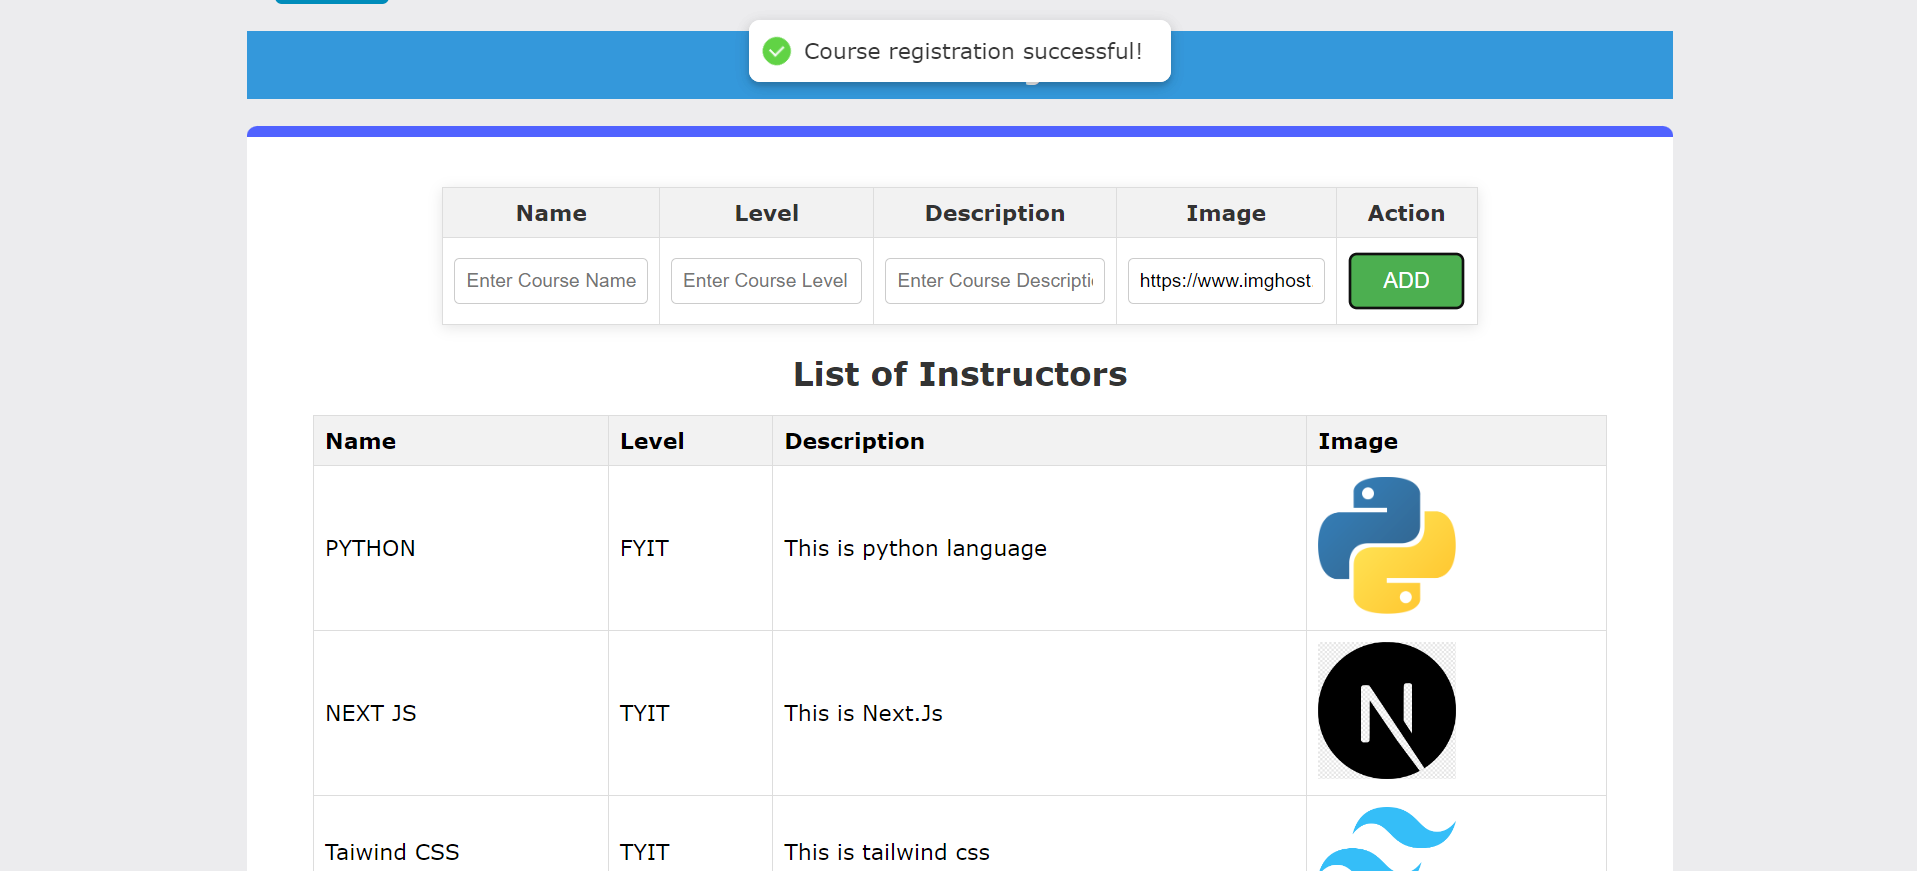 Course registration successful!
Name Level Description Image Action
Enter Course Name Enter Course Level Enter Course Descripti https://www.imghost ADD
List of Instructors
Name Level Description Image
PYTHON FYIT This is python language
NEXT JS TYIT This is Next.Js
Taiwind CSS TYIT This is tailwind css